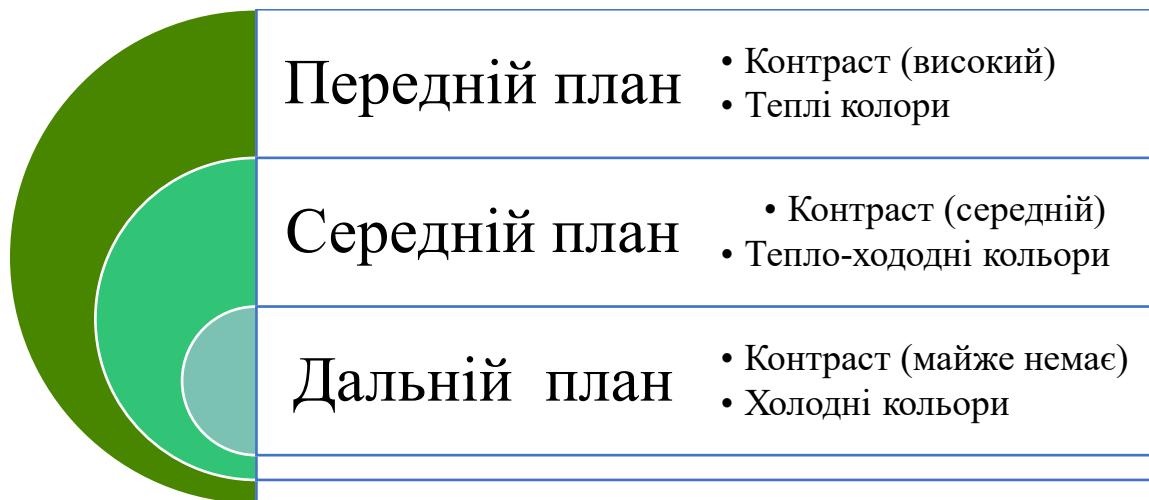 Передній план
• Контраст (високий)
• Теплі колори
Середній план
• Контраст (середній)
• Тепло-хододні кольори
Дальній план
• Контраст (майже немає)
• Холодні кольори